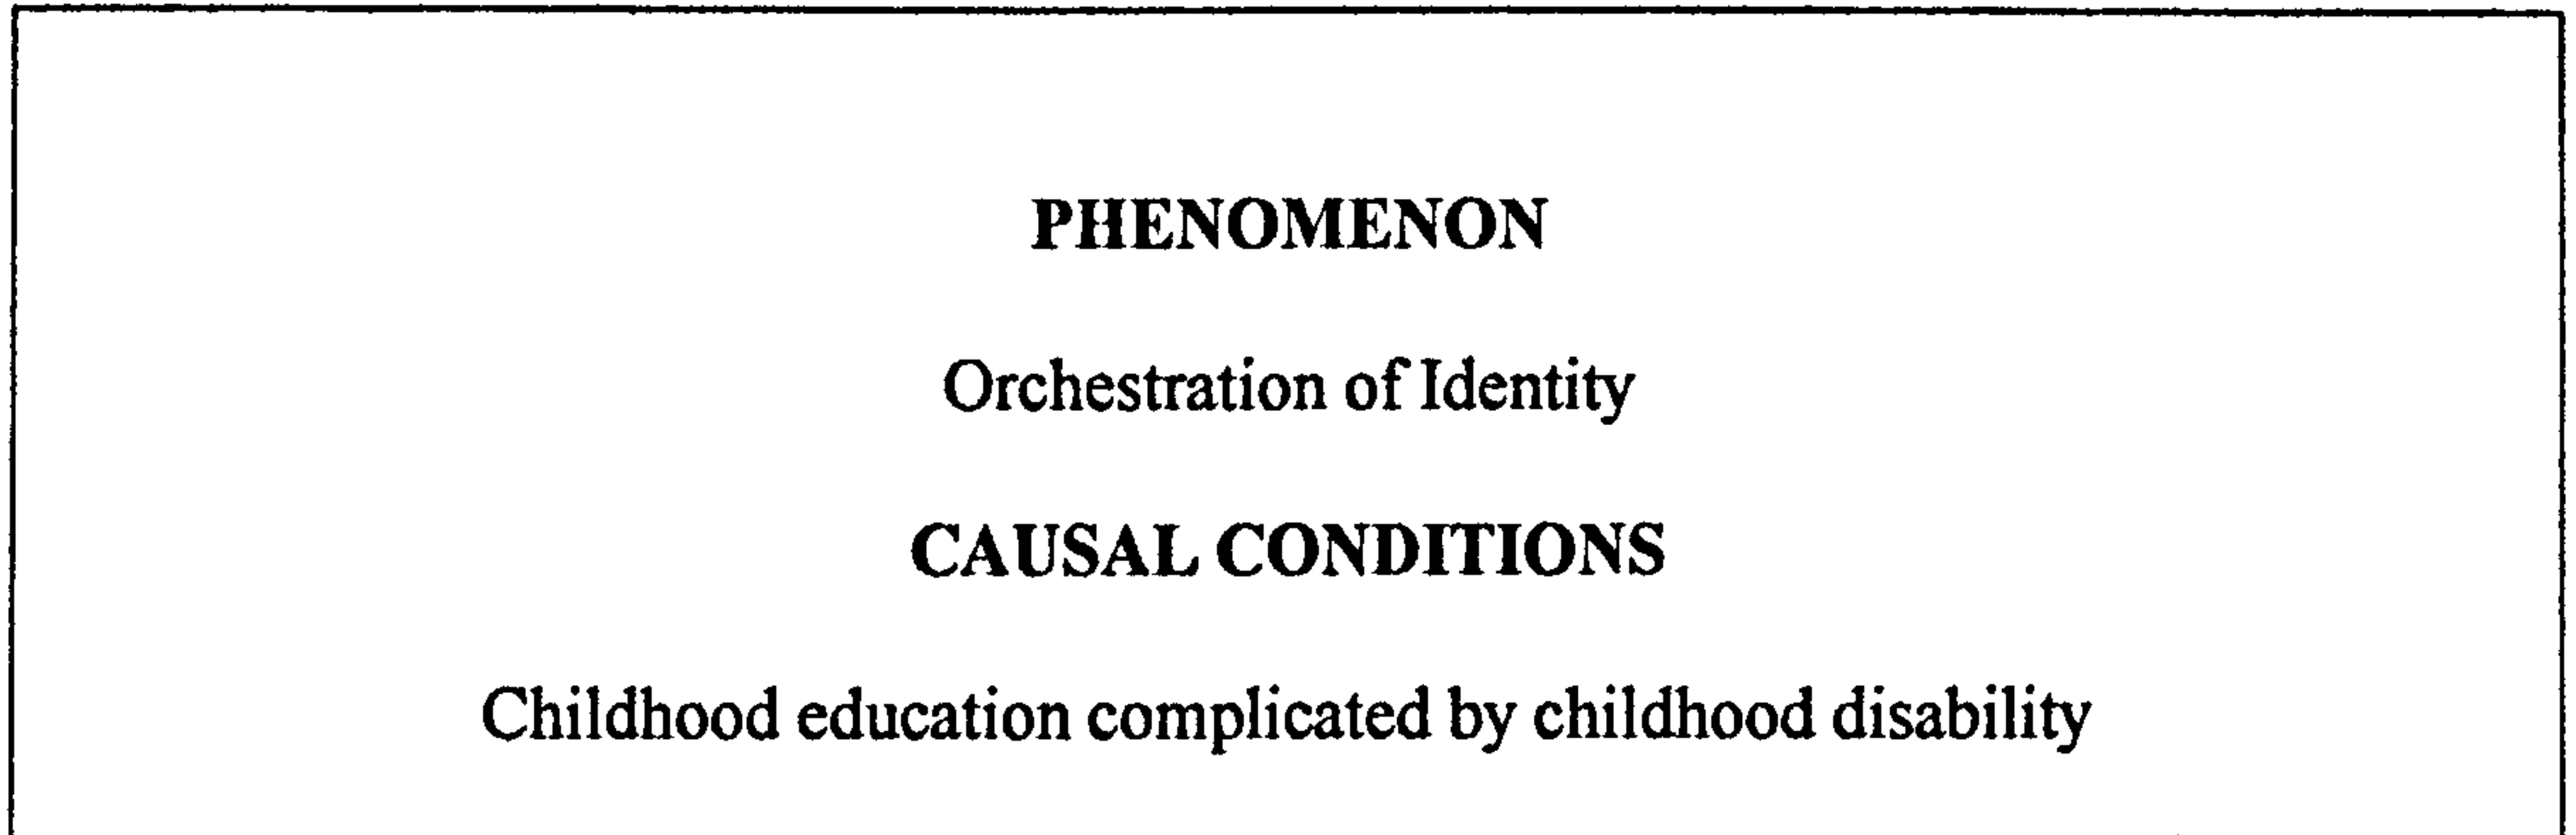 PHENOMENON
Orchestration of Identity
CAUSAL CONDITIONS
Childhood education complicated by childhood disability